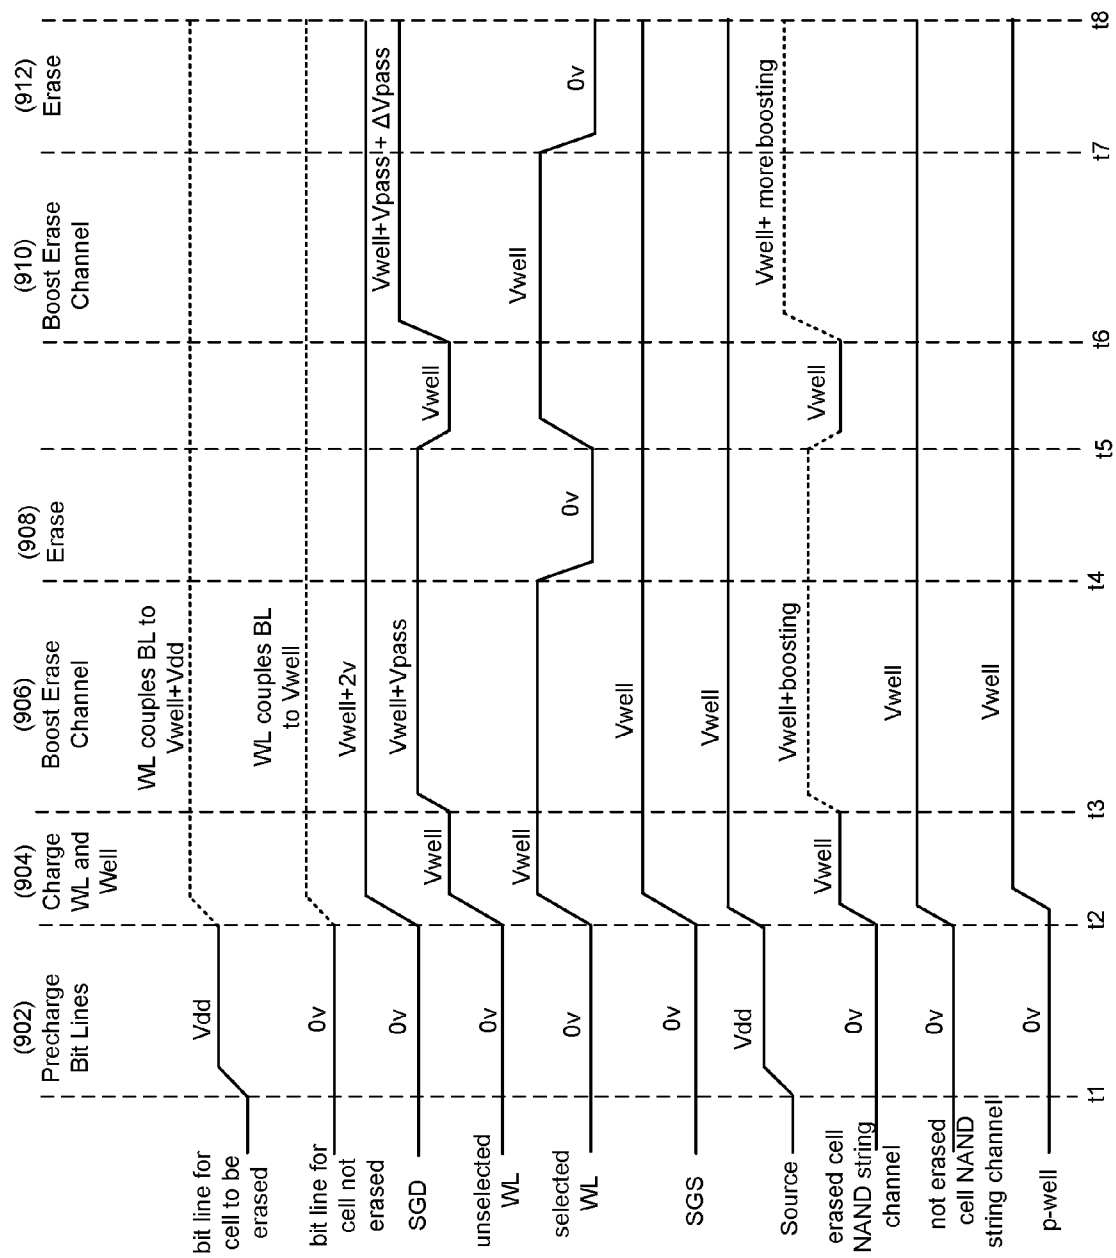 (902)
Precharge
Bit Lines
(904)
Charge
WL and
Well
(906)
Boost Erase
Channel
(908)
Erase
(910)
Boost Erase
Channel
(912)
Erase
bit line for
cell to be
erased
Vdd
WL couples BL to
Vwell+Vdd
bit line for
cell not
erased
0v
WL couples BL
to Vwell
SGD
0v
Vwell+2v
unselected
WL
0v
Vwell
Vwell+Vpass
Vwell
Vwell+Vpass+ ΔVpass
selected
WL
0v
Vwell
0v
Vwell
0v
SGS
0v
Vwell
Source
Vdd
Vwell
erased cell
NAND string
channel
0v
Vwell
Vwell+boosting
Vwell
Vwell+ more boosting
not erased
cell NAND
string channel
0v
Vwell
p-well
0v
Vwell
t1
t2
t3
t4
t5
t6
t7
t8